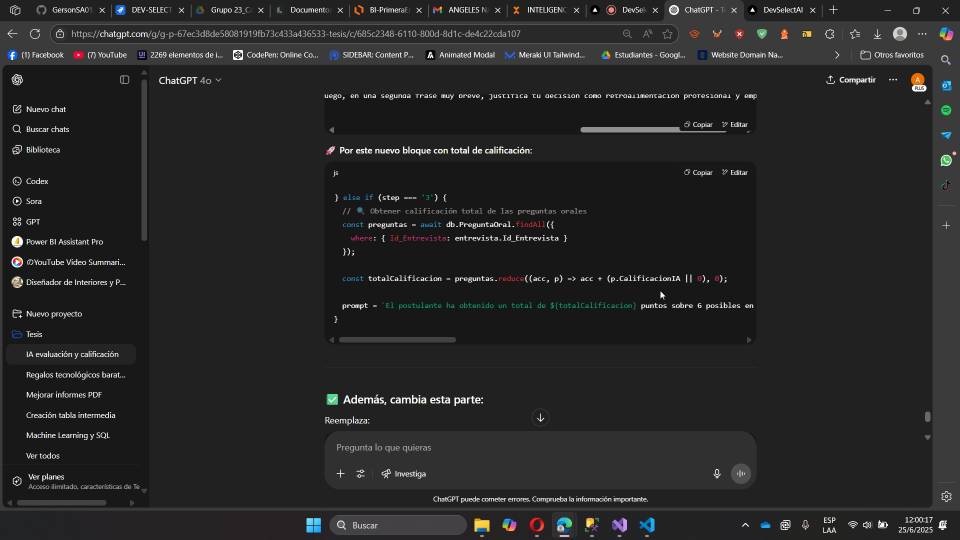 GersonSA01
DEV-SELECT
Grupo 23_C
Documento
BI-PrimeraE
ANGELES NA
INTELIGENC
DevSele
ChatGPT - Te
DevSelectAI
https://chatgpt.com/g/g-p-67ec3d8de58081919fb73c433a436533-tesis/c/685c2348-6110-800d-8d1c-de4c22cda107
(1) Facebook
(7) YouTube
2269 elementos de i...
CodePen: Online Co...
SIDEBAR: Content P...
Animated Modal
Meraki UI Tailwind...
Estudiantes - Googl...
Website Domain Na...
Otros favoritos
ChatGPT 4o
Compartir
PLUS
Nuevo chat
Buscar chats
Biblioteca
Codex
Sora
GPT
Power BI Assistant Pro
YouTube Video Summari...
Diseñador de Interiores y P...
Nuevo proyecto
Tesis
IA evaluación y calificación
Regalos tecnológicos barat...
Mejorar informes PDF
Creación tabla intermedia
Machine Learning y SQL
Ver todos
Ver planes
Acceso ilimitado, características de Te
uego, en una segunda frase muy breve, justifica tu decisión como retroalimentación profesional y emp
Copiar Editar
🚀 Por este nuevo bloque con total de calificación:
js
Copiar Editar
} else if (step === '3') {
// 🔍 Obtener calificación total de las preguntas orales
const preguntas = await db.PreguntaOral.findAll({
where: { Id_Entrevista: entrevista.Id_Entrevista }
});
const totalCalificacion = preguntas.reduce((acc, p) => acc + (p.CalificacionIA || 0), 0);
prompt = `El postulante ha obtenido un total de ${totalCalificacion} puntos sobre 6 posibles en
}
✅ Además, cambia esta parte:
Reemplaza:
Pregunta lo que quieras
Investiga
ChatGPT puede cometer errores. Comprueba la información importante.
Buscar
ESP
LAA
12:00:17
25/6/2025